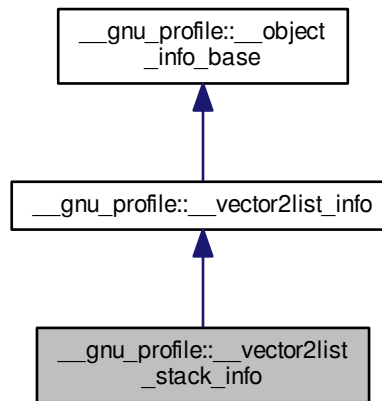 __gnu_profile::__object
_info_base
__gnu_profile::__vector2list_info
__gnu_profile::__vector2list
_stack_info